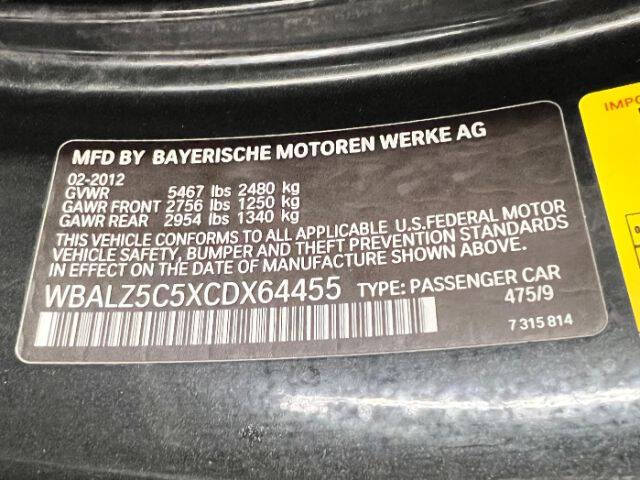 MFD BY BAYERISCHE MOTOREN WERKE AG
02-2012
GVWR 5467 lbs 2480 kg
GAWR FRONT 2756 lbs 1250 kg
GAWR REAR 2954 lbs 1340 kg
THIS VEHICLE CONFORMS TO ALL APPLICABLE U.S.FEDERAL MOTOR
VEHICLE SAFETY, BUMPER AND THEFT PREVENTION STANDARDS
IN EFFECT ON THE DATE OF MANUFACTURE SHOWN ABOVE.
WBALZ5C5XCDX64455 TYPE: PASSENGER CAR
475/9
7 315 814